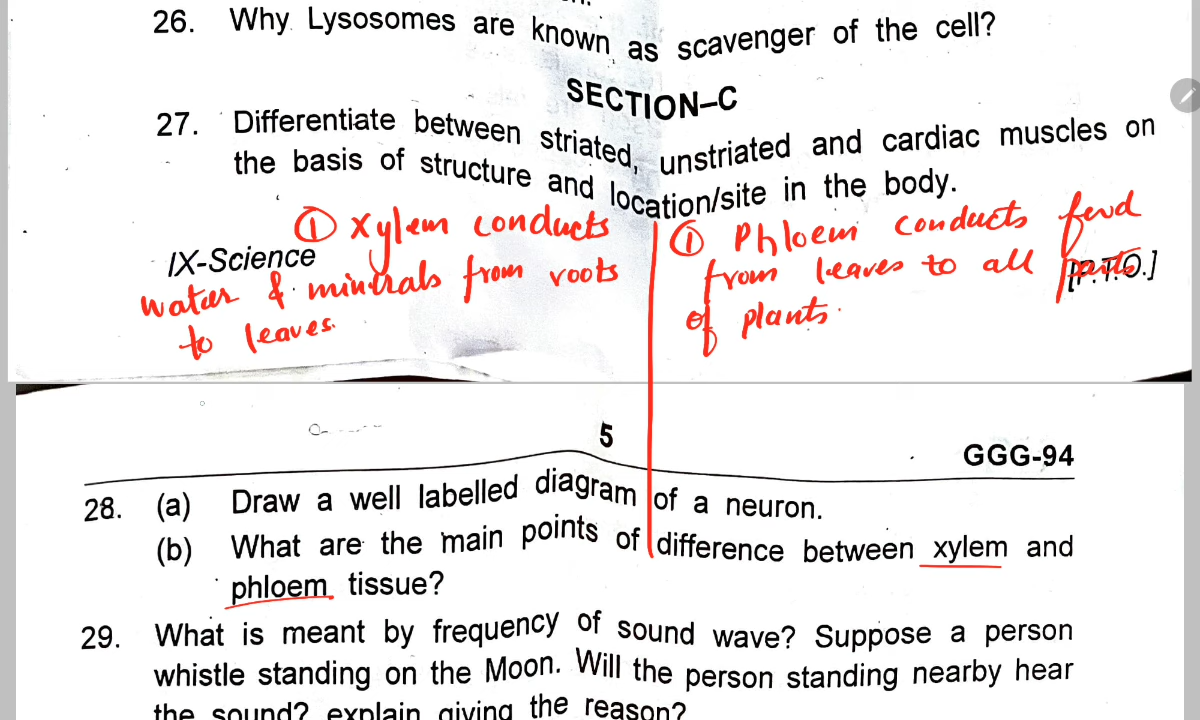 26. Why Lysosomes are known as scavenger of the cell?
SECTION–C
27. Differentiate between striated, unstriated and cardiac muscles on
the basis of structure and location/site in the body.
① Xylem conducts
water & minerals from roots
to leaves.
① Phloem conducts food
from leaves to all parts
of plants.
IX-Science
[P.T.O.]
5
GGG-94
28. (a) Draw a well labelled diagram of a neuron.
(b) What are the main points of difference between xylem and
phloem tissue?
29. What is meant by frequency of sound wave? Suppose a person
whistle standing on the Moon. Will the person standing nearby hear
the sound? explain giving the reason?